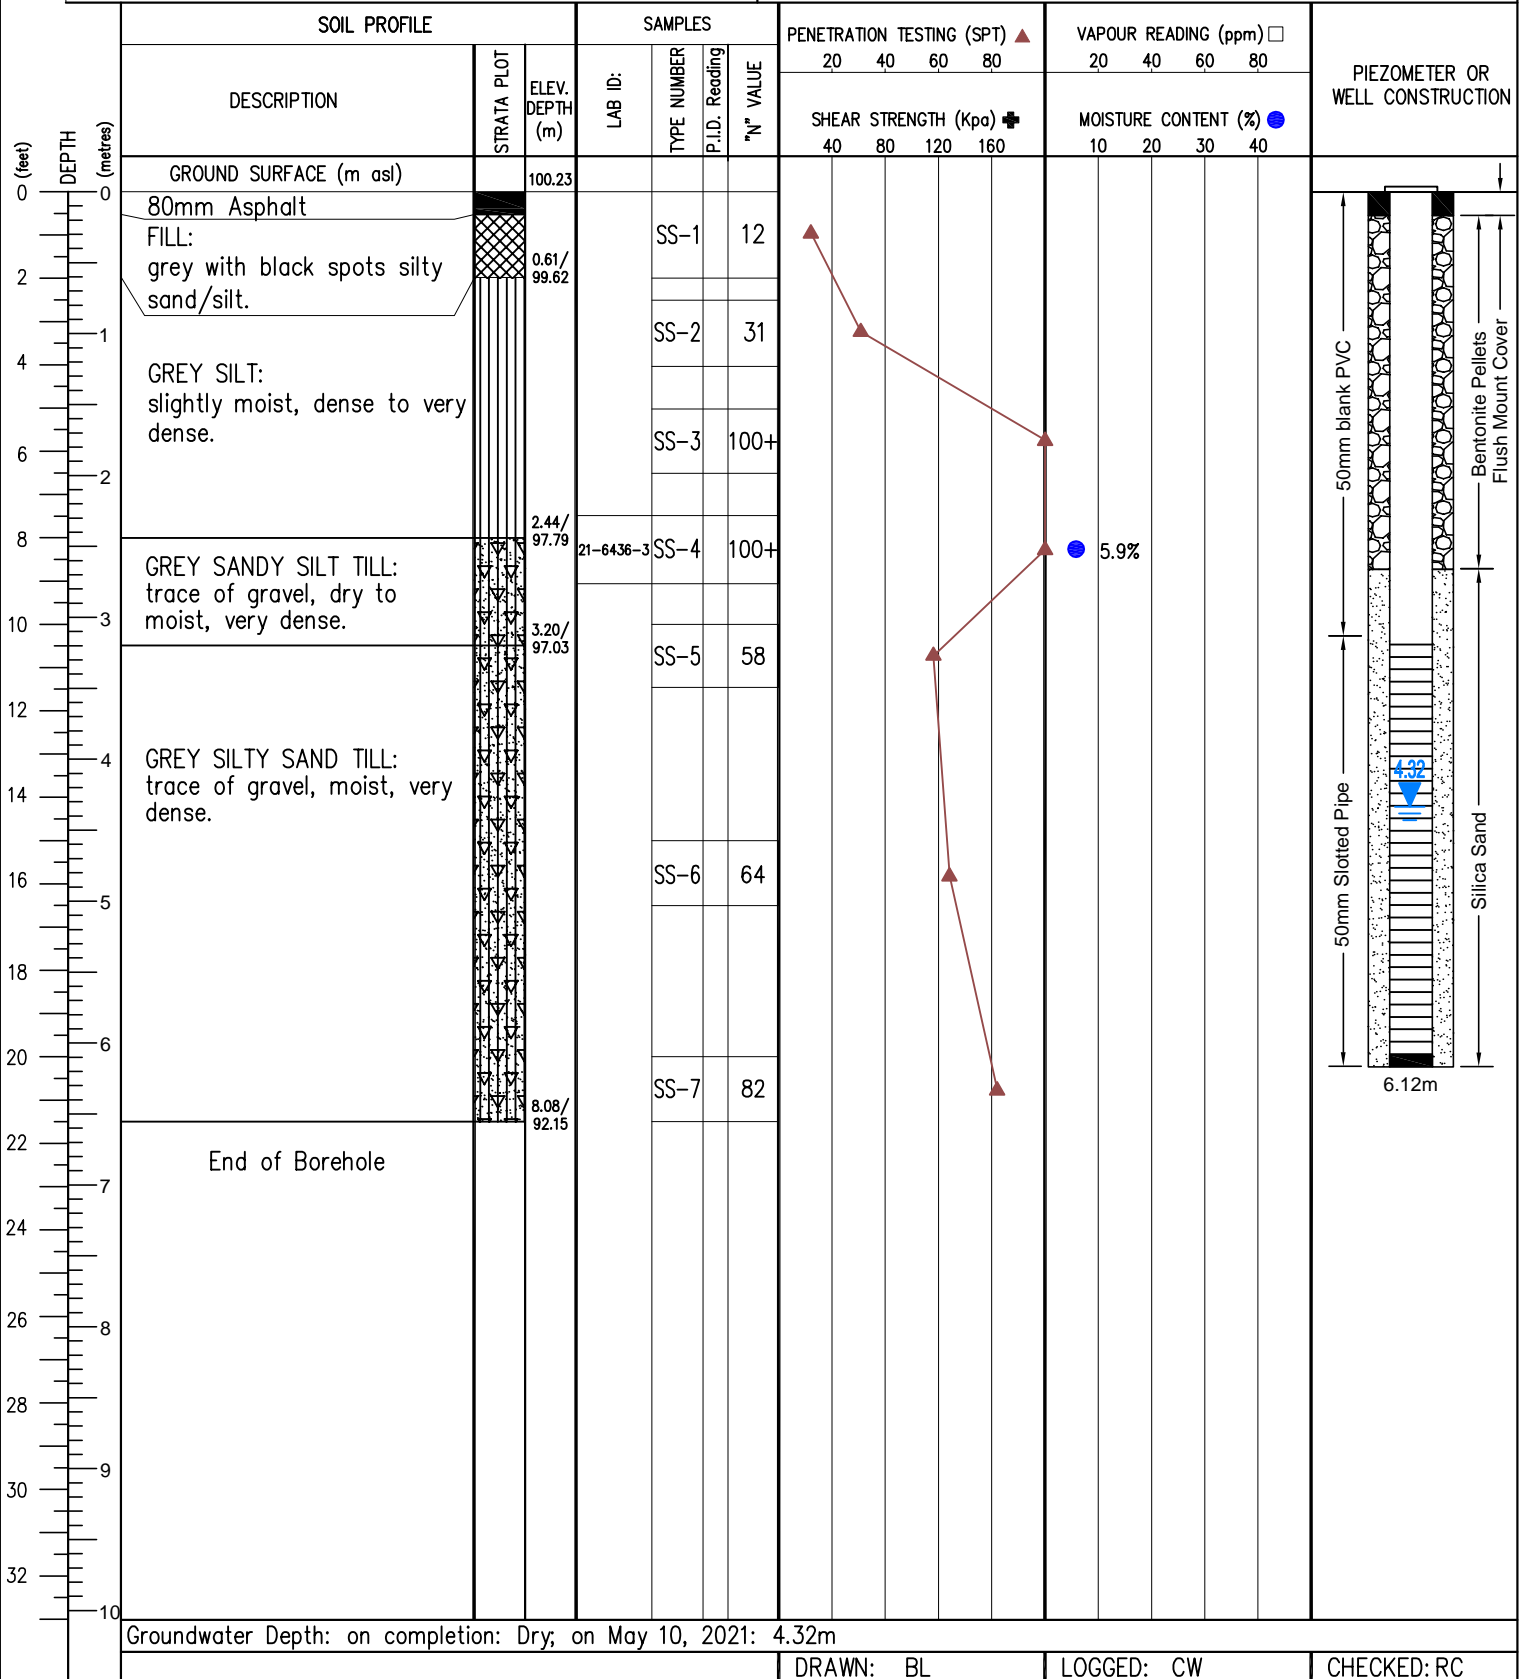 SOIL PROFILE
SAMPLES
PENETRATION TESTING (SPT)
20 40 60 80
VAPOUR READING (ppm)
20 40 60 80
PIEZOMETER OR
WELL CONSTRUCTION
DEPTH
(feet)
(metres)
DESCRIPTION
STRATA PLOT
ELEV.
DEPTH
(m)
LAB ID:
TYPE NUMBER
P.I.D. Reading
"N" VALUE
SHEAR STRENGTH (Kpa)
40 80 120 160
MOISTURE CONTENT (%)
10 20 30 40
GROUND SURFACE (m asl)
100.23
0
2
4
6
8
10
12
14
16
18
20
22
24
26
28
30
32
0
1
2
3
4
5
6
7
8
9
10
80mm Asphalt
FILL:
grey with black spots silty
sand/silt.
0.61/
99.62
GREY SILT:
slightly moist, dense to very
dense.
2.44/
97.79
GREY SANDY SILT TILL:
trace of gravel, dry to
moist, very dense.
3.20/
97.03
GREY SILTY SAND TILL:
trace of gravel, moist, very
dense.
8.08/
92.15
End of Borehole
SS-1 12
SS-2 31
SS-3 100+
21-6436-3 SS-4 100+
5.9%
SS-5 58
SS-6 64
SS-7 82
50mm blank PVC
50mm Slotted Pipe
Bentonite Pellets
Flush Mount Cover
Silica Sand
4.32
6.12m
Groundwater Depth: on completion: Dry; on May 10, 2021: 4.32m
DRAWN: BL
LOGGED: CW
CHECKED: RC